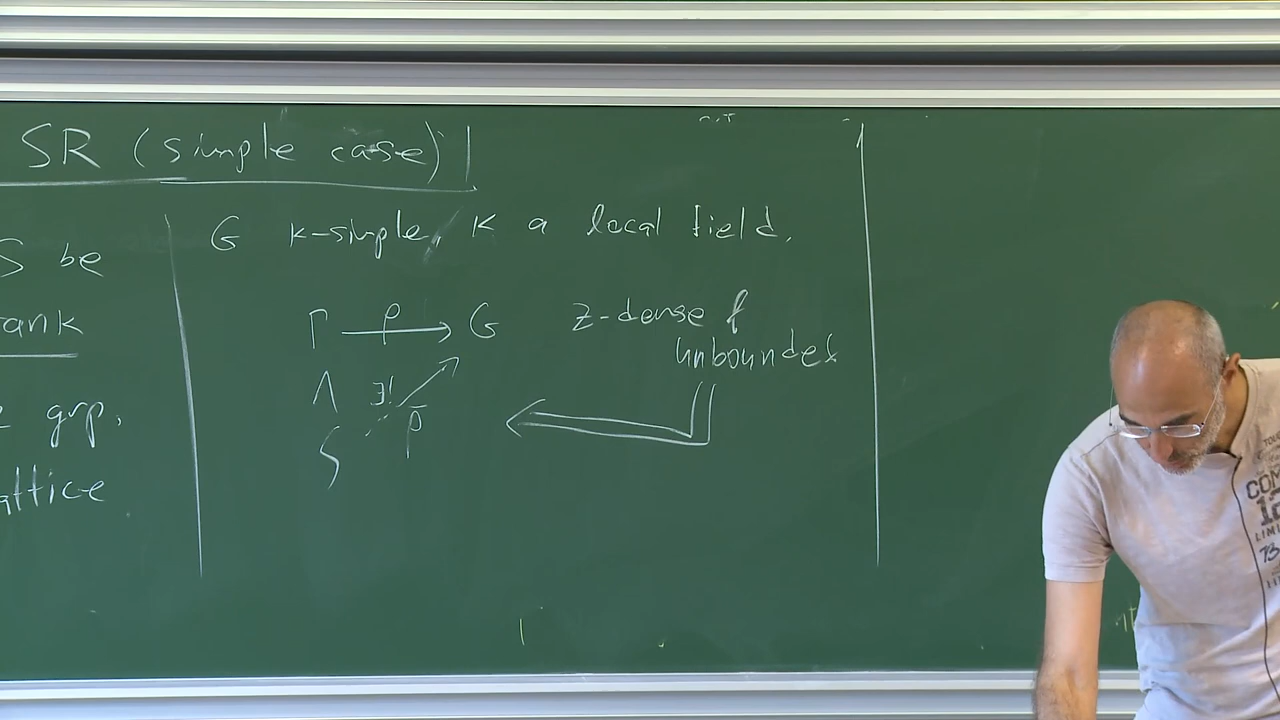 SR (simple case)
S be
ank
grp,
attice
G k-simple, k a local field.
Γ ρ G z-dense &
unbounded
Λ ∃! ρ̄
S